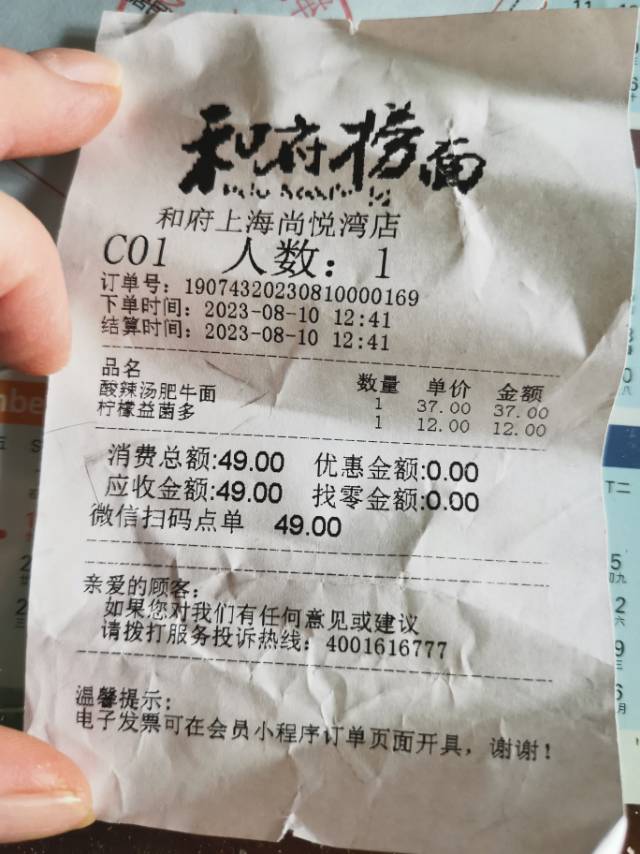 和府捞面
和府上海尚悦湾店
C01 人数： 1
订单号：19074320230810000169
下单时间：2023-08-10 12:41
结算时间：2023-08-10 12:41
品名 数量 单价 金额
酸辣汤肥牛面 1 37.00 37.00
柠檬益菌多 1 12.00 12.00
消费总额:49.00 优惠金额:0.00
应收金额:49.00 找零金额:0.00
微信扫码点单 49.00
亲爱的顾客：
如果您对我们有任何意见或建议
请拨打服务投诉热线：4001616777
温馨提示：
电子发票可在会员小程序订单页面开具，谢谢！